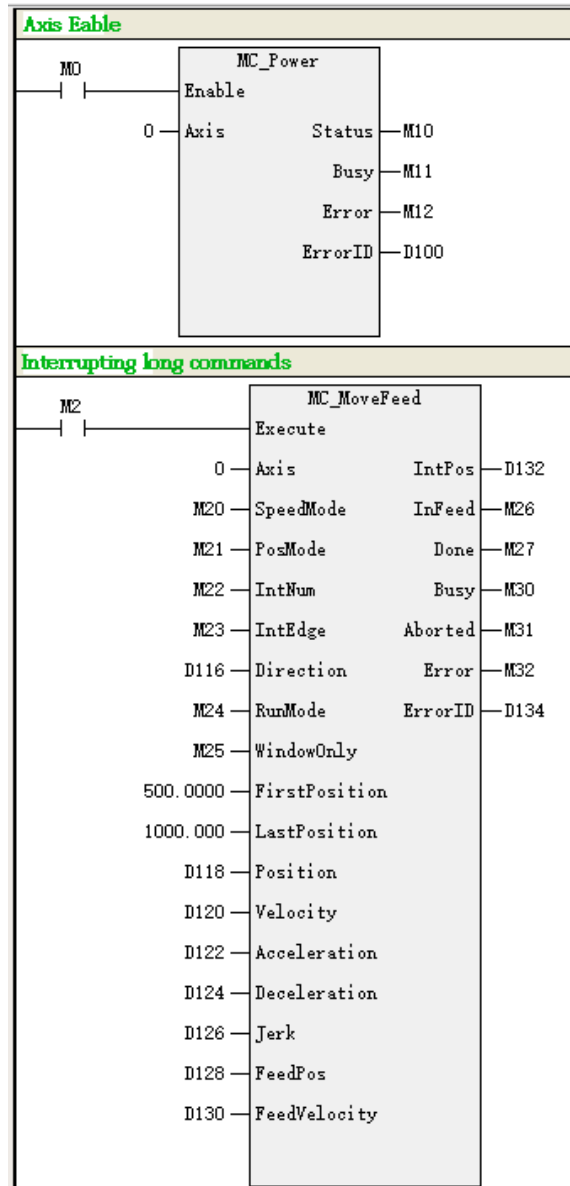 Axis Eable
M0 MC_Power
Enable
0 Axis Status M10
Busy M11
Error M12
ErrorID D100
Interrupting long commands
M2 MC_MoveFeed
Execute
0 Axis IntPos D132
M20 SpeedMode InFeed M26
M21 PosMode Done M27
M22 IntNum Busy M30
M23 IntEdge Aborted M31
D116 Direction Error M32
M24 RunMode ErrorID D134
M25 WindowOnly
500.0000 FirstPosition
1000.000 LastPosition
D118 Position
D120 Velocity
D122 Acceleration
D124 Deceleration
D126 Jerk
D128 FeedPos
D130 FeedVelocity